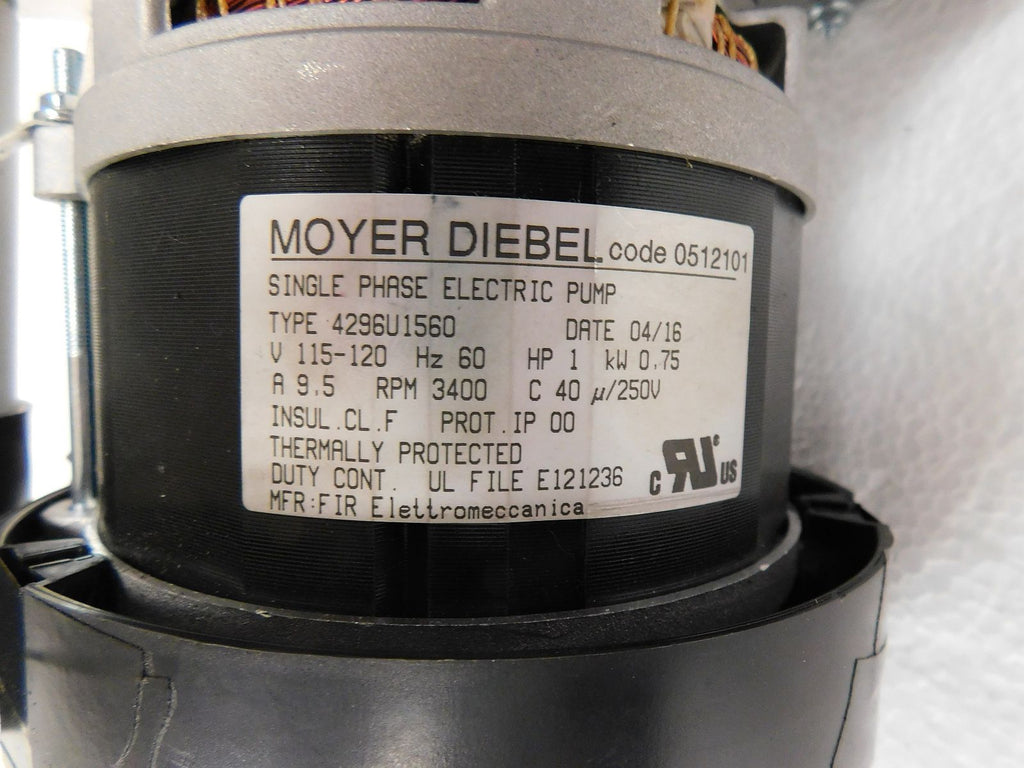 MOYER DIEBEL code 0512101
SINGLE PHASE ELECTRIC PUMP
TYPE 4296U1560 DATE 04/16
V 115-120 Hz 60 HP 1 kW 0.75
A 9.5 RPM 3400 C 40 µ/250V
INSUL.CL.F PROT.IP 00
THERMALLY PROTECTED
DUTY CONT. UL FILE E121236
MFR:FIR Elettromeccanica
C RU US